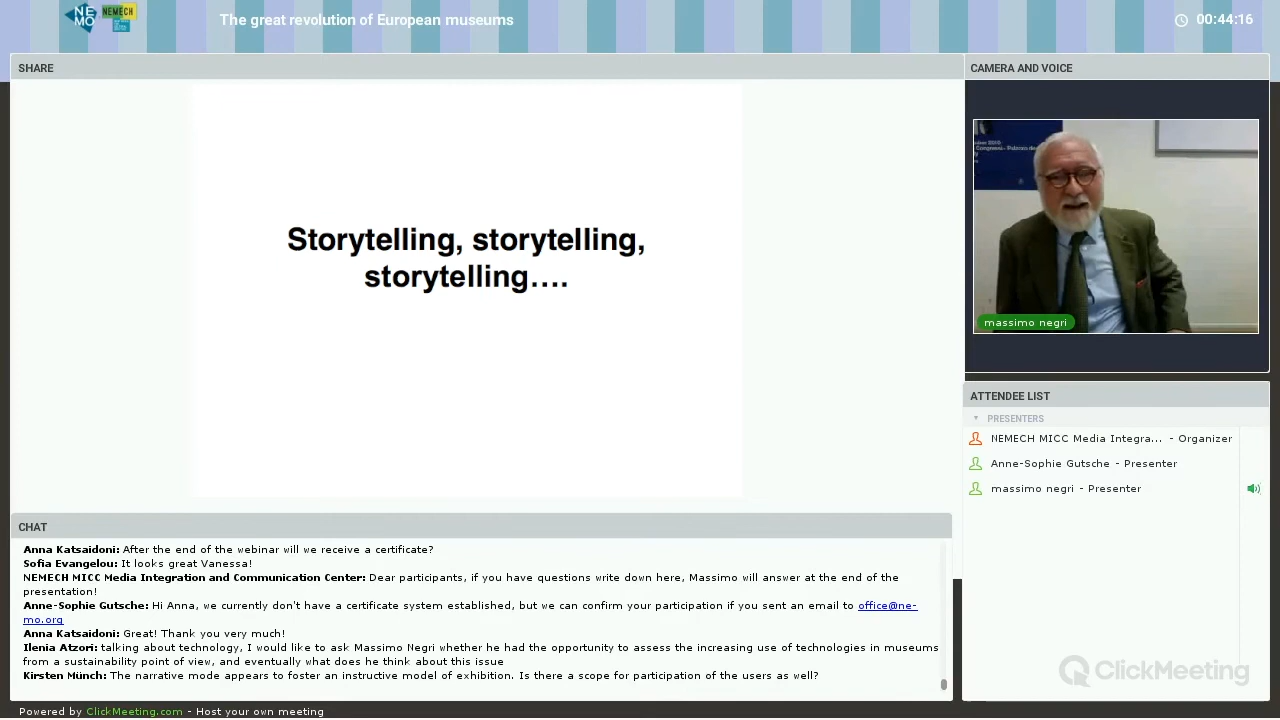 NE
MO
NEMECH
The great revolution of European museums
00:44:16
SHARE
CAMERA AND VOICE
Storytelling, storytelling,
storytelling....
massimo negri
ATTENDEE LIST
PRESENTERS
NEMECH MICC Media Integra... - Organizer
Anne-Sophie Gutsche - Presenter
massimo negri - Presenter
CHAT
Anna Katsaidoni: After the end of the webinar will we receive a certificate?
Sofia Evangelou: It looks great Vanessa!
NEMECH MICC Media Integration and Communication Center: Dear participants, if you have questions write down here, Massimo will answer at the end of the
presentation!
Anne-Sophie Gutsche: Hi Anna, we currently don't have a certificate system established, but we can confirm your participation if you sent an email to office@ne-
mo.org
Anna Katsaidoni: Great! Thank you very much!
Ilenia Atzori: talking about technology, I would like to ask Massimo Negri whether he had the opportunity to assess the increasing use of technologies in museums
from a sustainability point of view, and eventually what does he think about this issue
Kirsten Münch: The narrative mode appears to foster an instructive model of exhibition. Is there a scope for participation of the users as well?
ClickMeeting
Powered by ClickMeeting.com - Host your own meeting